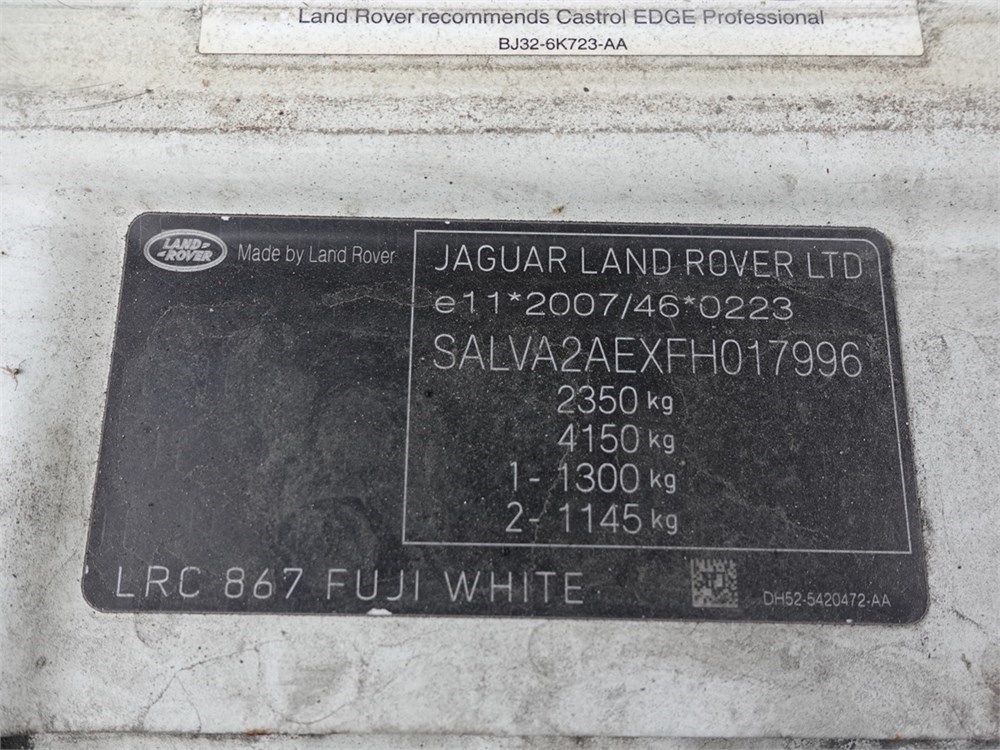 Land Rover recommends Castrol EDGE Professional
BJ32-6K723-AA
LAND-
-ROVER
Made by Land Rover
JAGUAR LAND ROVER LTD
e11*2007/46*0223
SALVA2AEXFH017996
2350 kg
4150 kg
1- 1300 kg
2- 1145 kg
LRC 867 FUJI WHITE
DH52-5420472-AA